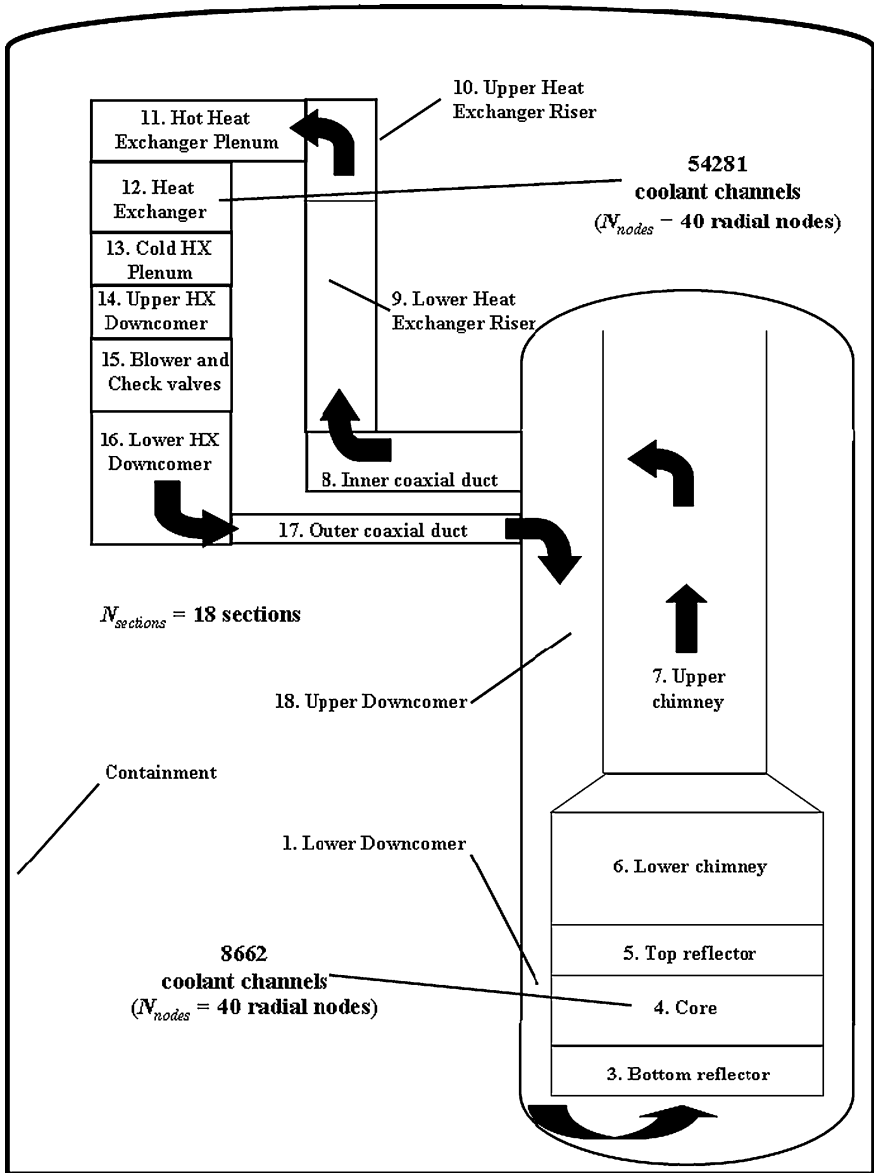 10. Upper Heat
Exchanger Riser
11. Hot Heat
Exchanger Plenum
54281
coolant channels
(N_nodes = 40 radial nodes)
12. Heat
Exchanger
13. Cold HX
Plenum
14. Upper HX
Downcomer
9. Lower Heat
Exchanger Riser
15. Blower and
Check valves
16. Lower HX
Downcomer
8. Inner coaxial duct
17. Outer coaxial duct
N_sections = 18 sections
7. Upper
chimney
18. Upper Downcomer
Containment
1. Lower Downcomer
6. Lower chimney
8662
coolant channels
(N_nodes = 40 radial nodes)
5. Top reflector
4. Core
3. Bottom reflector